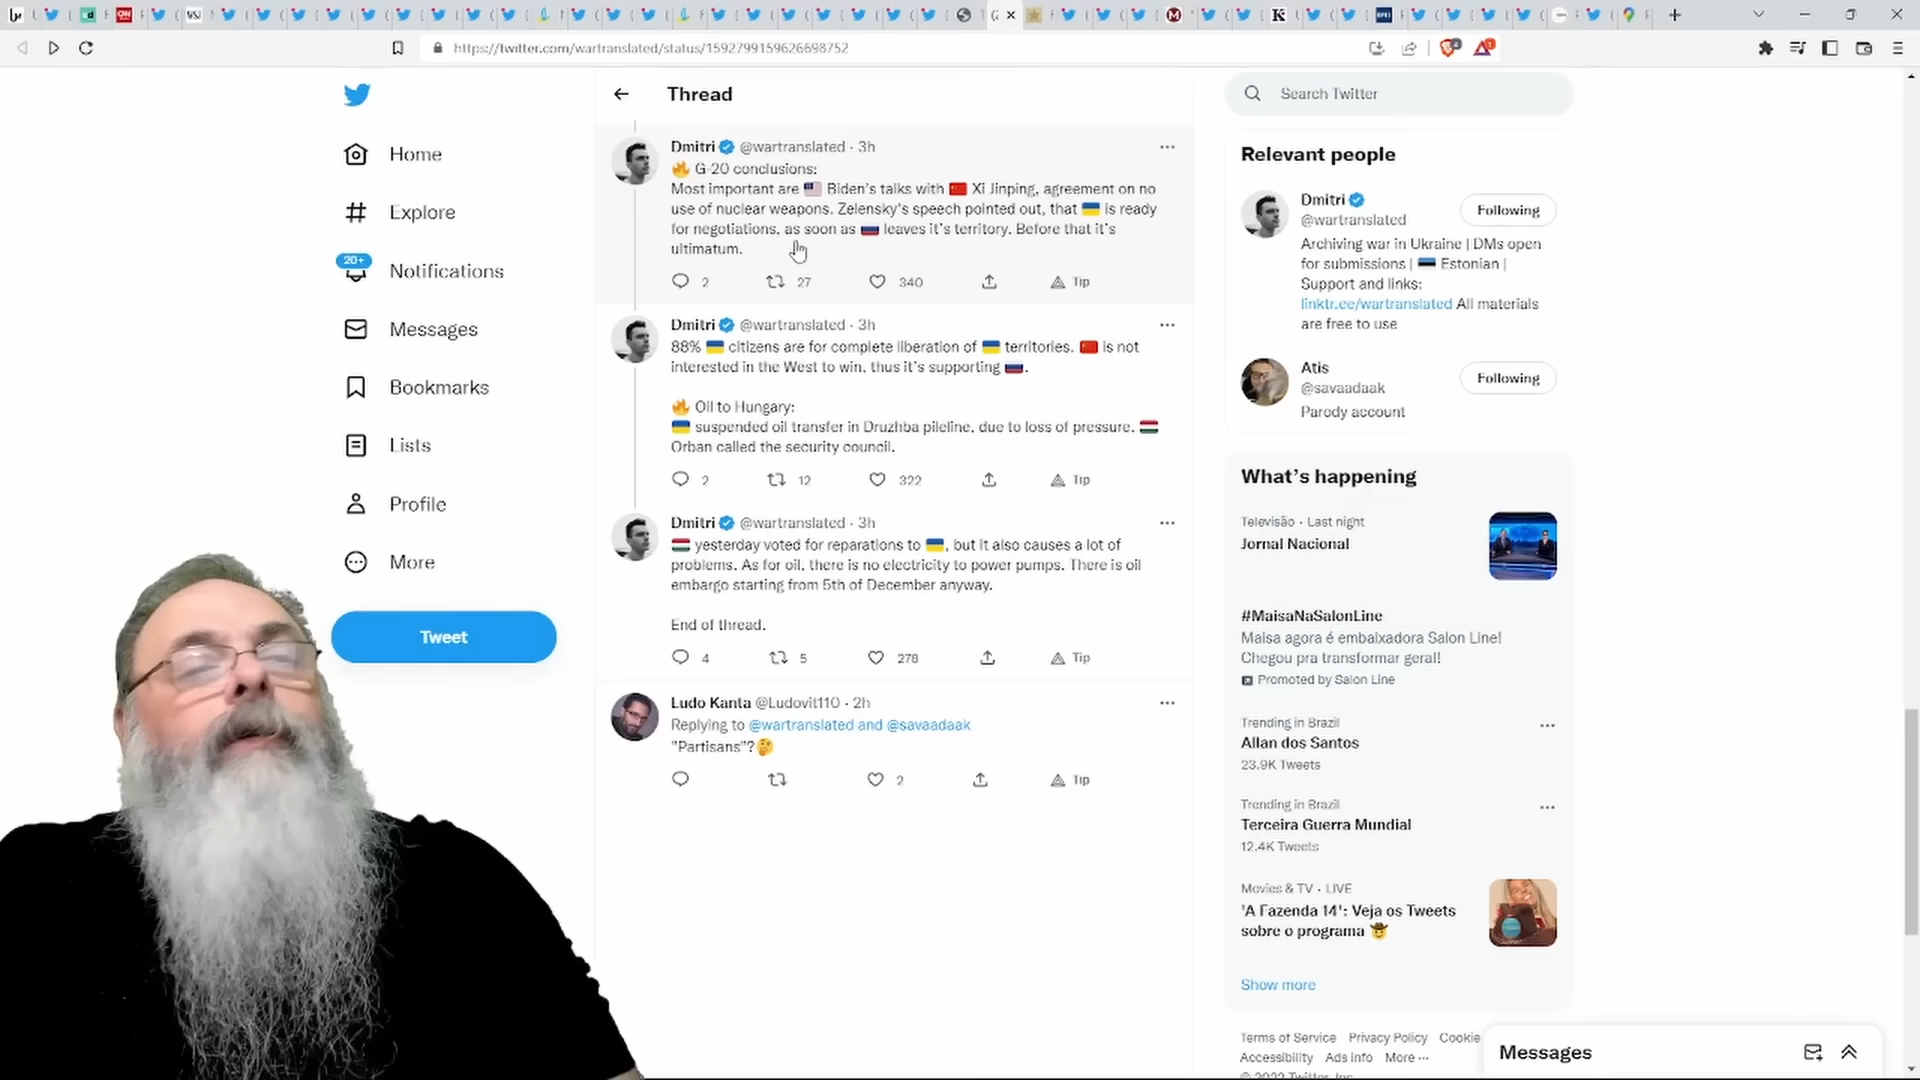 https://twitter.com/wartranslated/status/1592799159626698752
Home
Explore
20+
Notifications
Messages
Bookmarks
Lists
Profile
More
Tweet
Thread
Dmitri @wartranslated · 3h
🔥 G-20 conclusions:
Most important are 🇺🇸 Biden's talks with 🇨🇳 Xi Jinping, agreement on no
use of nuclear weapons. Zelensky's speech pointed out, that 🇺🇦 is ready
for negotiations, as soon as 🇷🇺 leaves it's territory. Before that it's
ultimatum.
2 27 340 Tip
Dmitri @wartranslated · 3h
88% 🇺🇦 citizens are for complete liberation of 🇺🇦 territories. 🇨🇳 is not
interested in the West to win, thus it's supporting 🇷🇺.
🔥 Oil to Hungary:
🇺🇦 suspended oil transfer in Druzhba pileline, due to loss of pressure. 🇭🇺
Orban called the security council.
2 12 322 Tip
Dmitri @wartranslated · 3h
🇭🇺 yesterday voted for reparations to 🇺🇦, but it also causes a lot of
problems. As for oil, there is no electricity to power pumps. There is oil
embargo starting from 5th of December anyway.
End of thread.
4 5 278 Tip
Ludo Kanta @Ludovit110 · 2h
Replying to @wartranslated and @savaadaak
"Partisans"?🤔
2 Tip
Search Twitter
Relevant people
Dmitri
@wartranslated
Following
Archiving war in Ukraine | DMs open
for submissions | 🇪🇪 Estonian |
Support and links:
linktr.ee/wartranslated All materials
are free to use
Atis
@savaadaak
Following
Parody account
What's happening
Televisão · Last night
Jornal Nacional
#MaisaNaSalonLine
Maisa agora é embaixadora Salon Line!
Chegou pra transformar geral!
Promoted by Salon Line
Trending in Brazil
Allan dos Santos
23.9K Tweets
Trending in Brazil
Terceira Guerra Mundial
12.4K Tweets
Movies & TV · LIVE
'A Fazenda 14': Veja os Tweets
sobre o programa 🤠
Show more
Terms of Service Privacy Policy Cookie
Accessibility Ads info More ···
© 2022 Twitter, Inc.
Messages